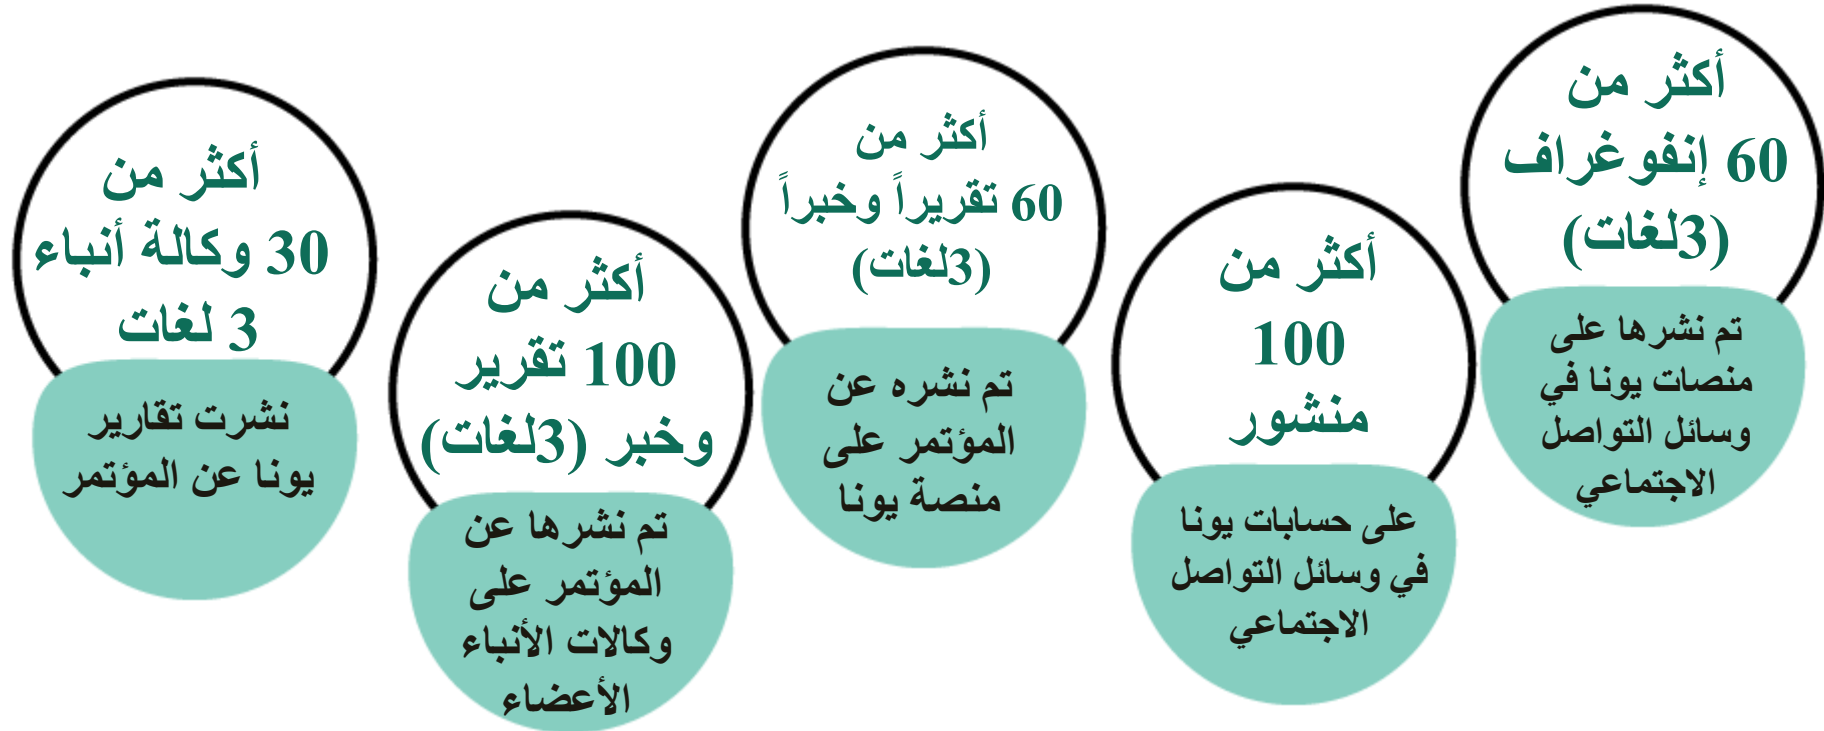 أكثر من
60 إنفوغراف
(3لغات)
تم نشرها على
منصات يونا في
وسائل التواصل
الاجتماعي
أكثر من
100
منشور
على حسابات يونا
في وسائل التواصل
الاجتماعي
أكثر من
60 تقريراً وخبراً
(3لغات)
تم نشره عن
المؤتمر على
منصة يونا
أكثر من
100 تقرير
وخبر (3لغات)
تم نشرها عن
المؤتمر على
وكالات الأنباء
الأعضاء
أكثر من
30 وكالة أنباء
3 لغات
نشرت تقارير
يونا عن المؤتمر